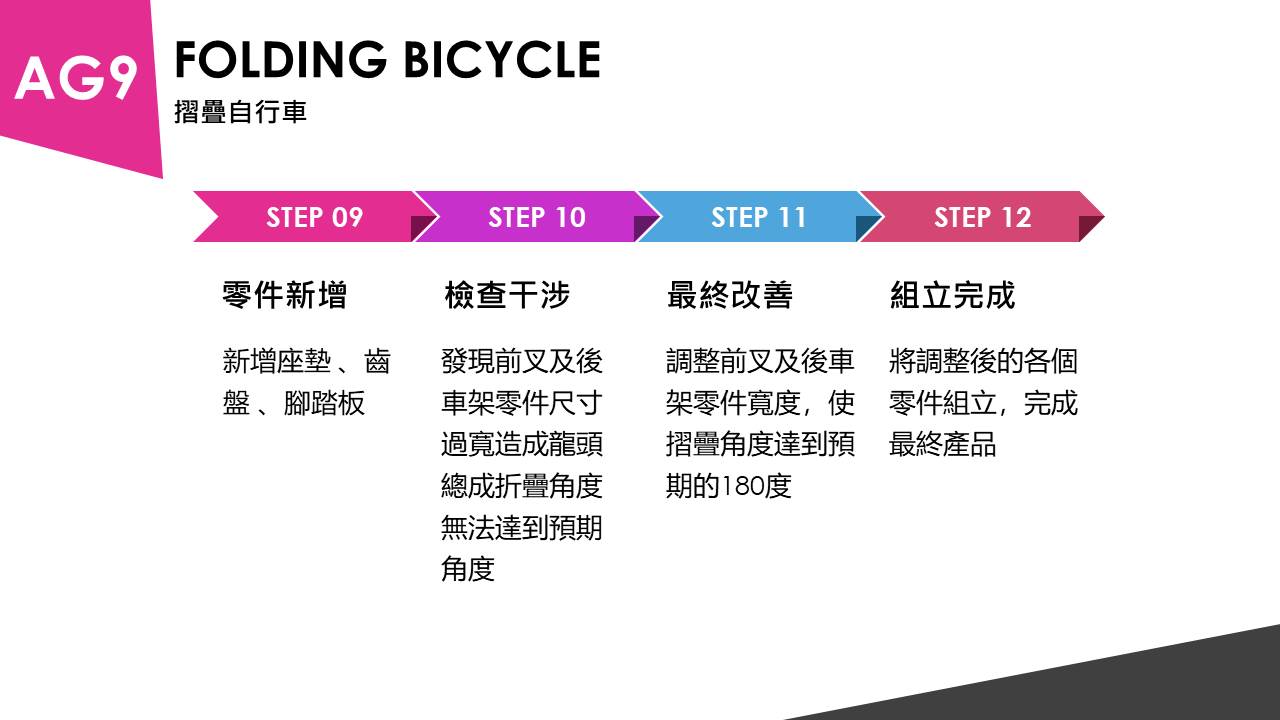 AG9
FOLDING BICYCLE
摺疊自行車
STEP 09
STEP 10
STEP 11
STEP 12
零件新增
新增座墊、齒
盤、腳踏板
檢查干涉
發現前叉及後
車架零件尺寸
過寬造成龍頭
總成折疊角度
無法達到預期
角度
最終改善
調整前叉及後車
架零件寬度，使
摺疊角度達到預
期的180度
組立完成
將調整後的各個
零件組立，完成
最終產品